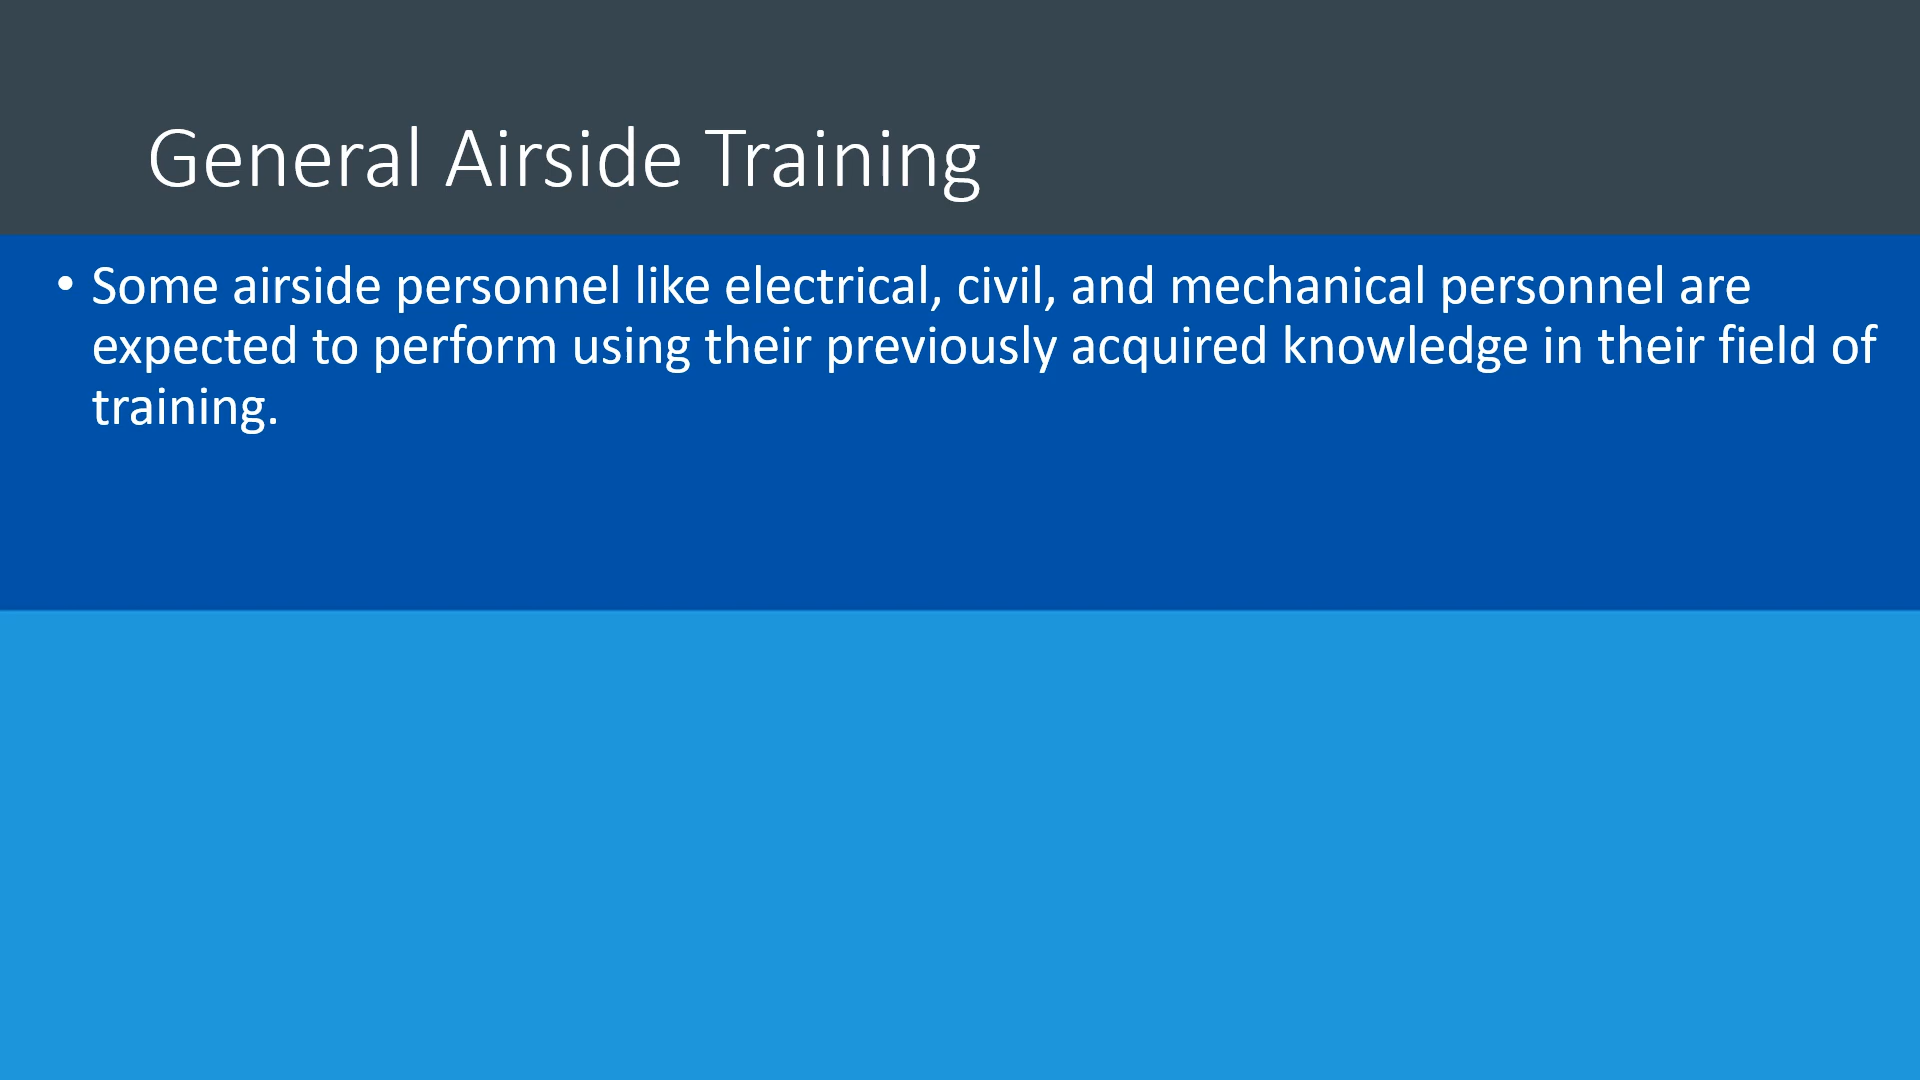 General Airside Training
• Some airside personnel like electrical, civil, and mechanical personnel are
expected to perform using their previously acquired knowledge in their field of
training.